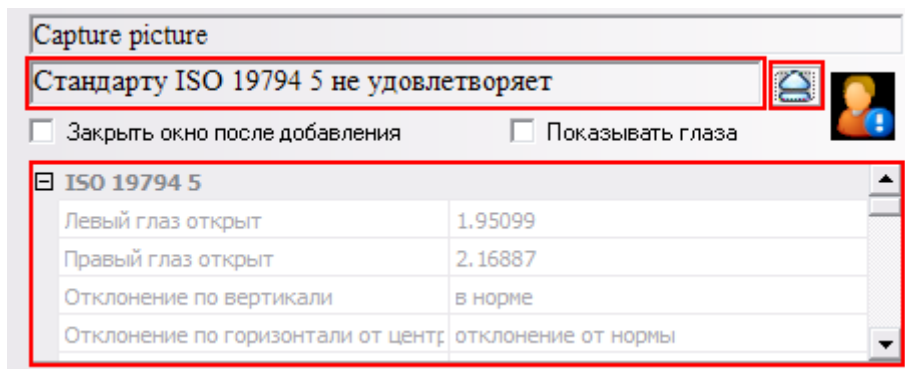 Capture picture
Стандарту ISO 19794 5 не удовлетворяет
Закрыть окно после добавления Показывать глаза
ISO 19794 5
Левый глаз открыт 1.95099
Правый глаз открыт 2.16887
Отклонение по вертикали в норме
Отклонение по горизонтали от центр отклонение от нормы